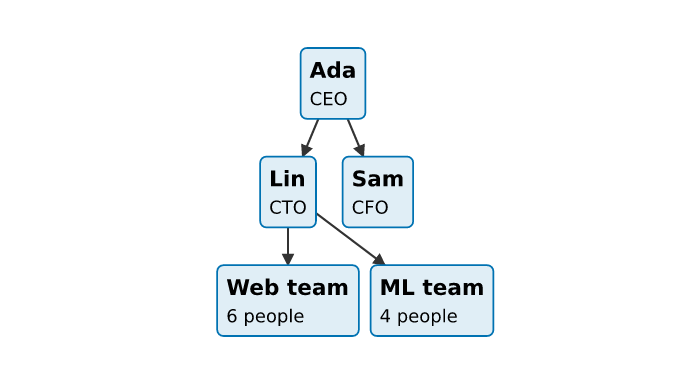 Ada
CEO
Lin
CTO
Sam
CFO
Web team
6 people
ML team
4 people